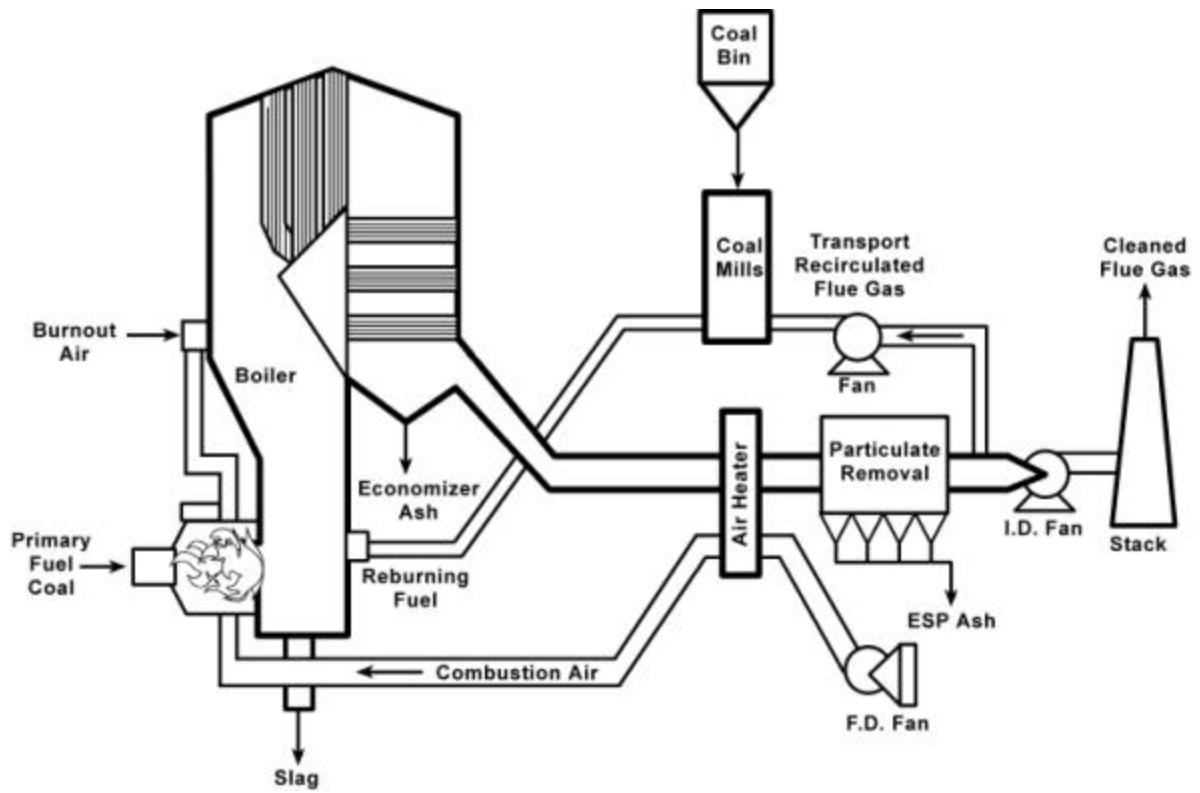 Coal
Bin
Coal
Mills
Transport
Recirculated
Flue Gas
Cleaned
Flue Gas
Burnout
Air
Boiler
Fan
Particulate
Removal
Air Heater
Economizer
Ash
I.D. Fan
Stack
Primary
Fuel
Coal
Reburning
Fuel
ESP Ash
Combustion Air
F.D. Fan
Slag